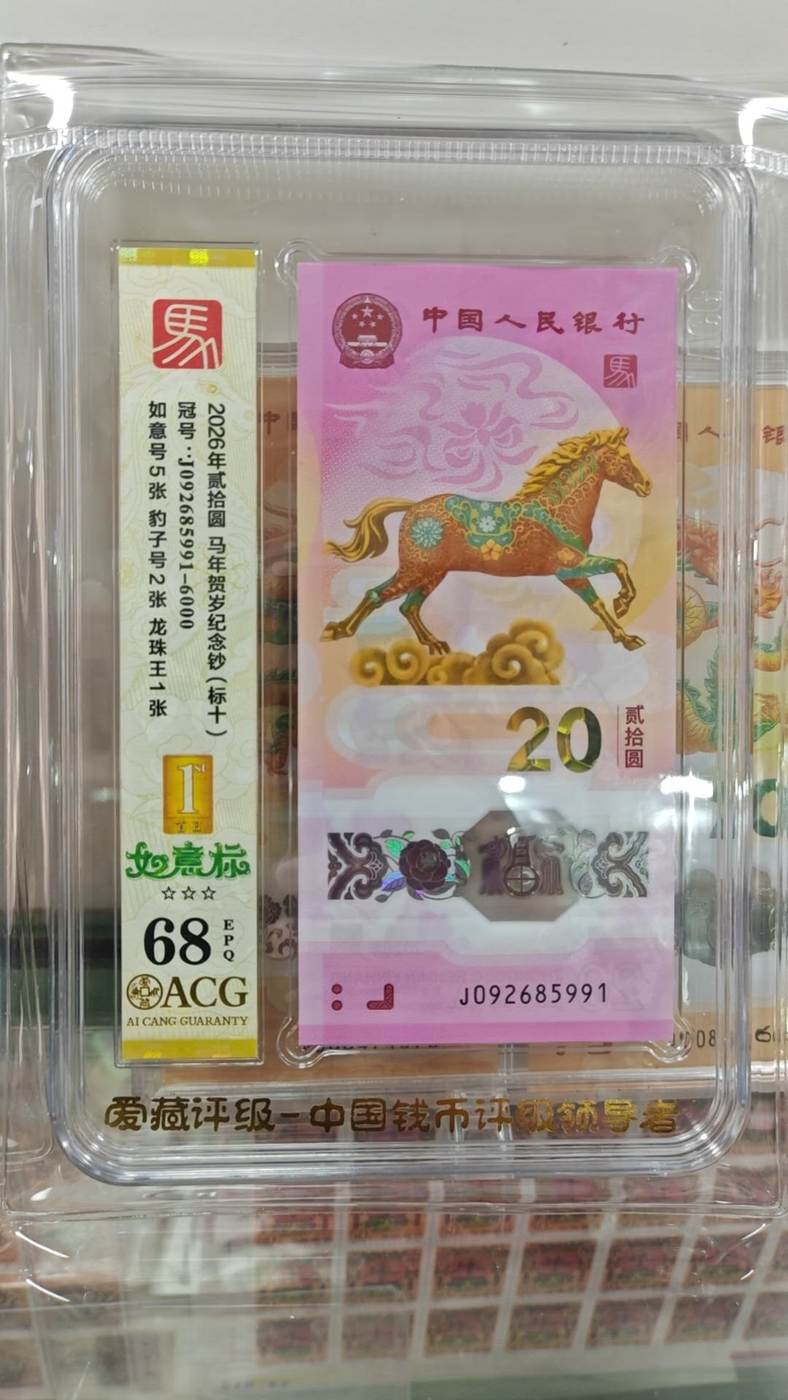 馬
2026年贰拾圆 马年贺岁纪念钞(标十)
冠号:J092685991-6000
如意号5张 豹子号2张 龙珠王1张
1st
首日
如意标
☆☆☆
68
EPQ
ACG
AI CANG GUARANTY
中国人民银行
馬
20
贰拾圆
J092685991
爱藏评级-中国钱币评级领导者